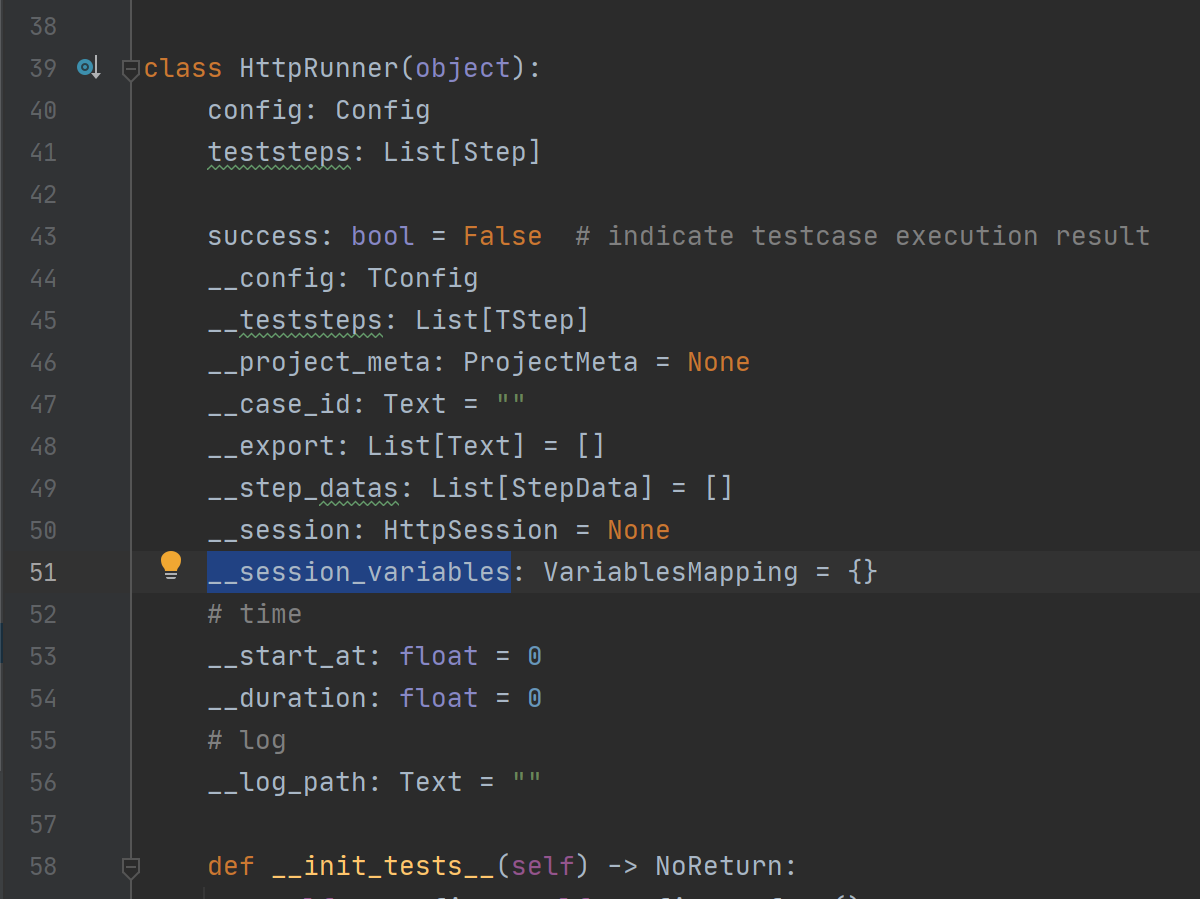 38
39 class HttpRunner(object):
40 config: Config
41 teststeps: List[Step]
42
43 success: bool = False  # indicate testcase execution result
44 __config: TConfig
45 __teststeps: List[TStep]
46 __project_meta: ProjectMeta = None
47 __case_id: Text = ""
48 __export: List[Text] = []
49 __step_datas: List[StepData] = []
50 __session: HttpSession = None
51 __session_variables: VariablesMapping = {}
52 # time
53 __start_at: float = 0
54 __duration: float = 0
55 # log
56 __log_path: Text = ""
57
58 def __init_tests__(self) -> NoReturn: